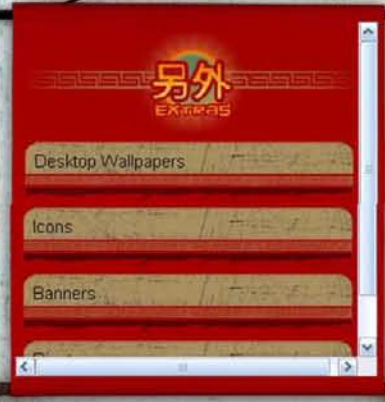 另外
EXTRAS
Desktop Wallpapers
Icons
Banners